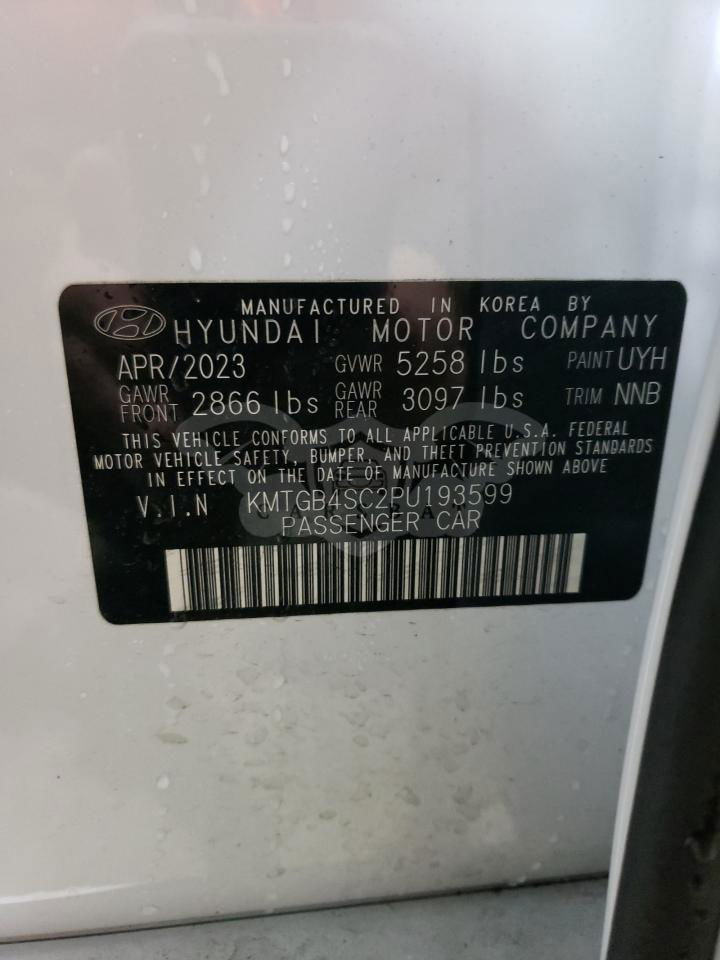 MANUFACTURED IN KOREA BY
HYUNDAI MOTOR COMPANY
APR/2023 GVWR 5258 lbs PAINT UYH
GAWR FRONT 2866 lbs GAWR REAR 3097 lbs TRIM NNB
THIS VEHICLE CONFORMS TO ALL APPLICABLE U.S.A. FEDERAL
MOTOR VEHICLE SAFETY, BUMPER, AND THEFT PREVENTION STANDARDS
IN EFFECT ON THE DATE OF MANUFACTURE SHOWN ABOVE
V.I.N KMTGB4SC2PU193599
PASSENGER CAR